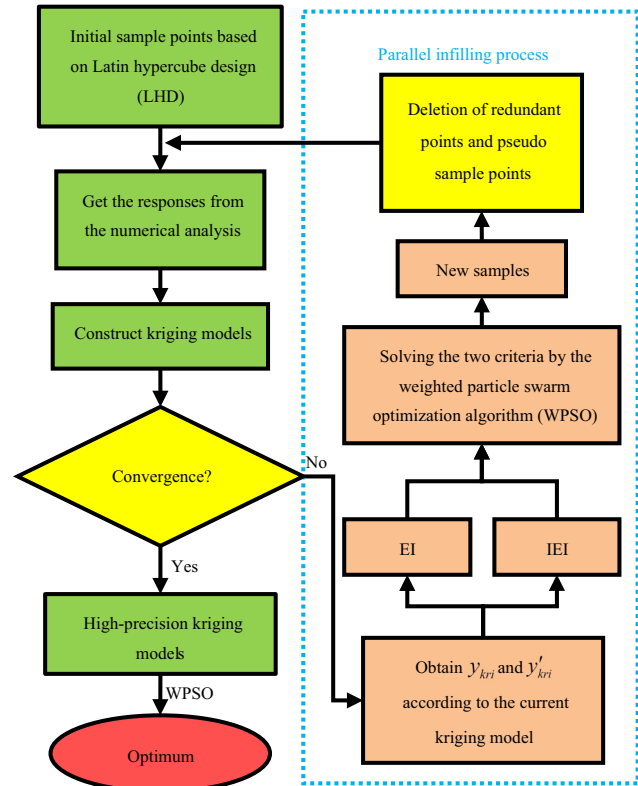 Initial sample points based
on Latin hypercube design
(LHD)
Get the responses from
the numerical analysis
Construct kriging models
Convergence?
No
Yes
High-precision kriging
models
WPSO
Optimum
Parallel infilling process
Deletion of redundant
points and pseudo
sample points
New samples
Solving the two criteria by the
weighted particle swarm
optimization algorithm (WPSO)
EI
IEI
Obtain y_kri and y'_kri
according to the current
kriging model